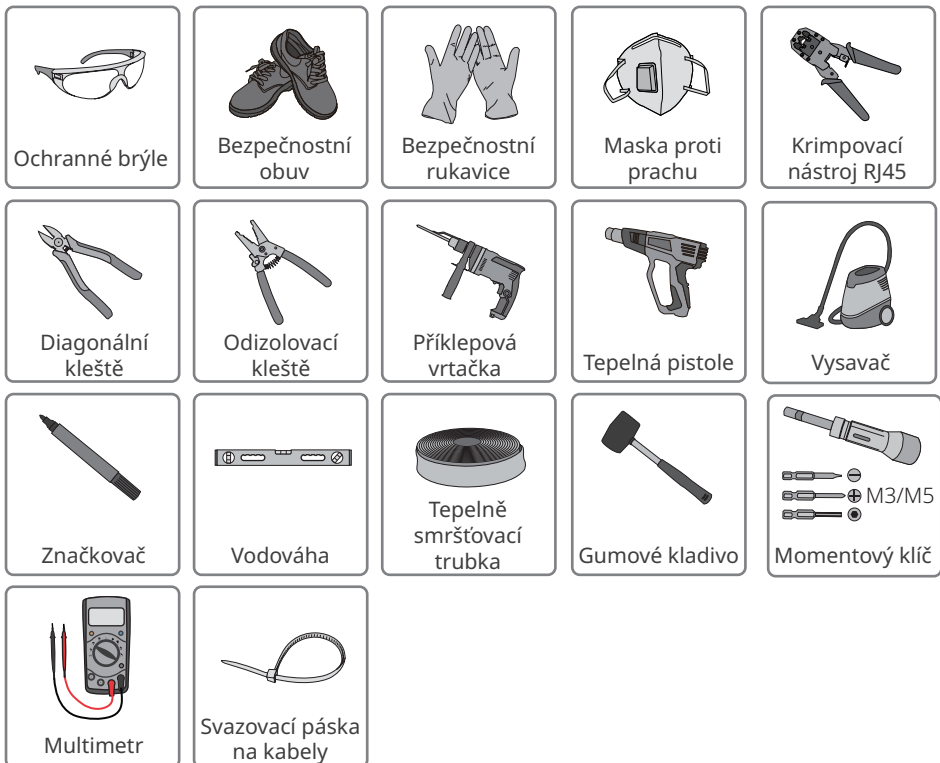 Ochranné brýle
Bezpečnostní
obuv
Bezpečnostní
rukavice
Maska proti
prachu
Krimpovací
nástroj RJ45
Diagonální
kleště
Odizolovací
kleště
Příklepová
vrtačka
Tepelná pistole
Vysavač
Značkovač
Vodováha
Tepelně
smršťovací
trubka
Gumové kladivo
M3/M5
Momentový klíč
Multimetr
Svazovací páska
na kabely